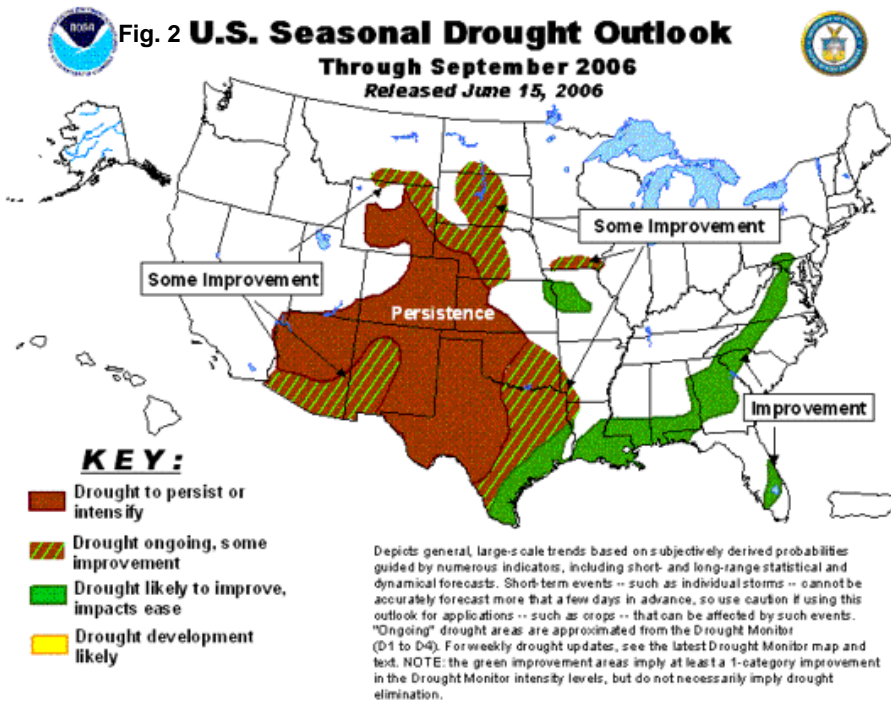 NOAA
Fig. 2 U.S. Seasonal Drought Outlook
Through September 2006
Released June 15, 2006
Some Improvement
Some Improvement
Persistence
Improvement
KEY:
Drought to persist or
intensify
Drought ongoing, some
improvement
Drought likely to improve,
impacts ease
Drought development
likely
Depicts general, large-scale trends based on subjectively derived probabilities
guided by numerous indicators, including short- and long-range statistical and
dynamical forecasts. Short-term events -- such as individual storms -- cannot be
accurately forecast more that a few days in advance, so use caution if using this
outlook for applications -- such as crops -- that can be affected by such events.
"Ongoing" drought areas are approximated from the Drought Monitor
(D1 to D4). For weekly drought updates, see the latest Drought Monitor map and
text. NOTE: the green improvement areas imply at least a 1-category improvement
in the Drought Monitor intensity levels, but do not necessarily imply drought
elimination.